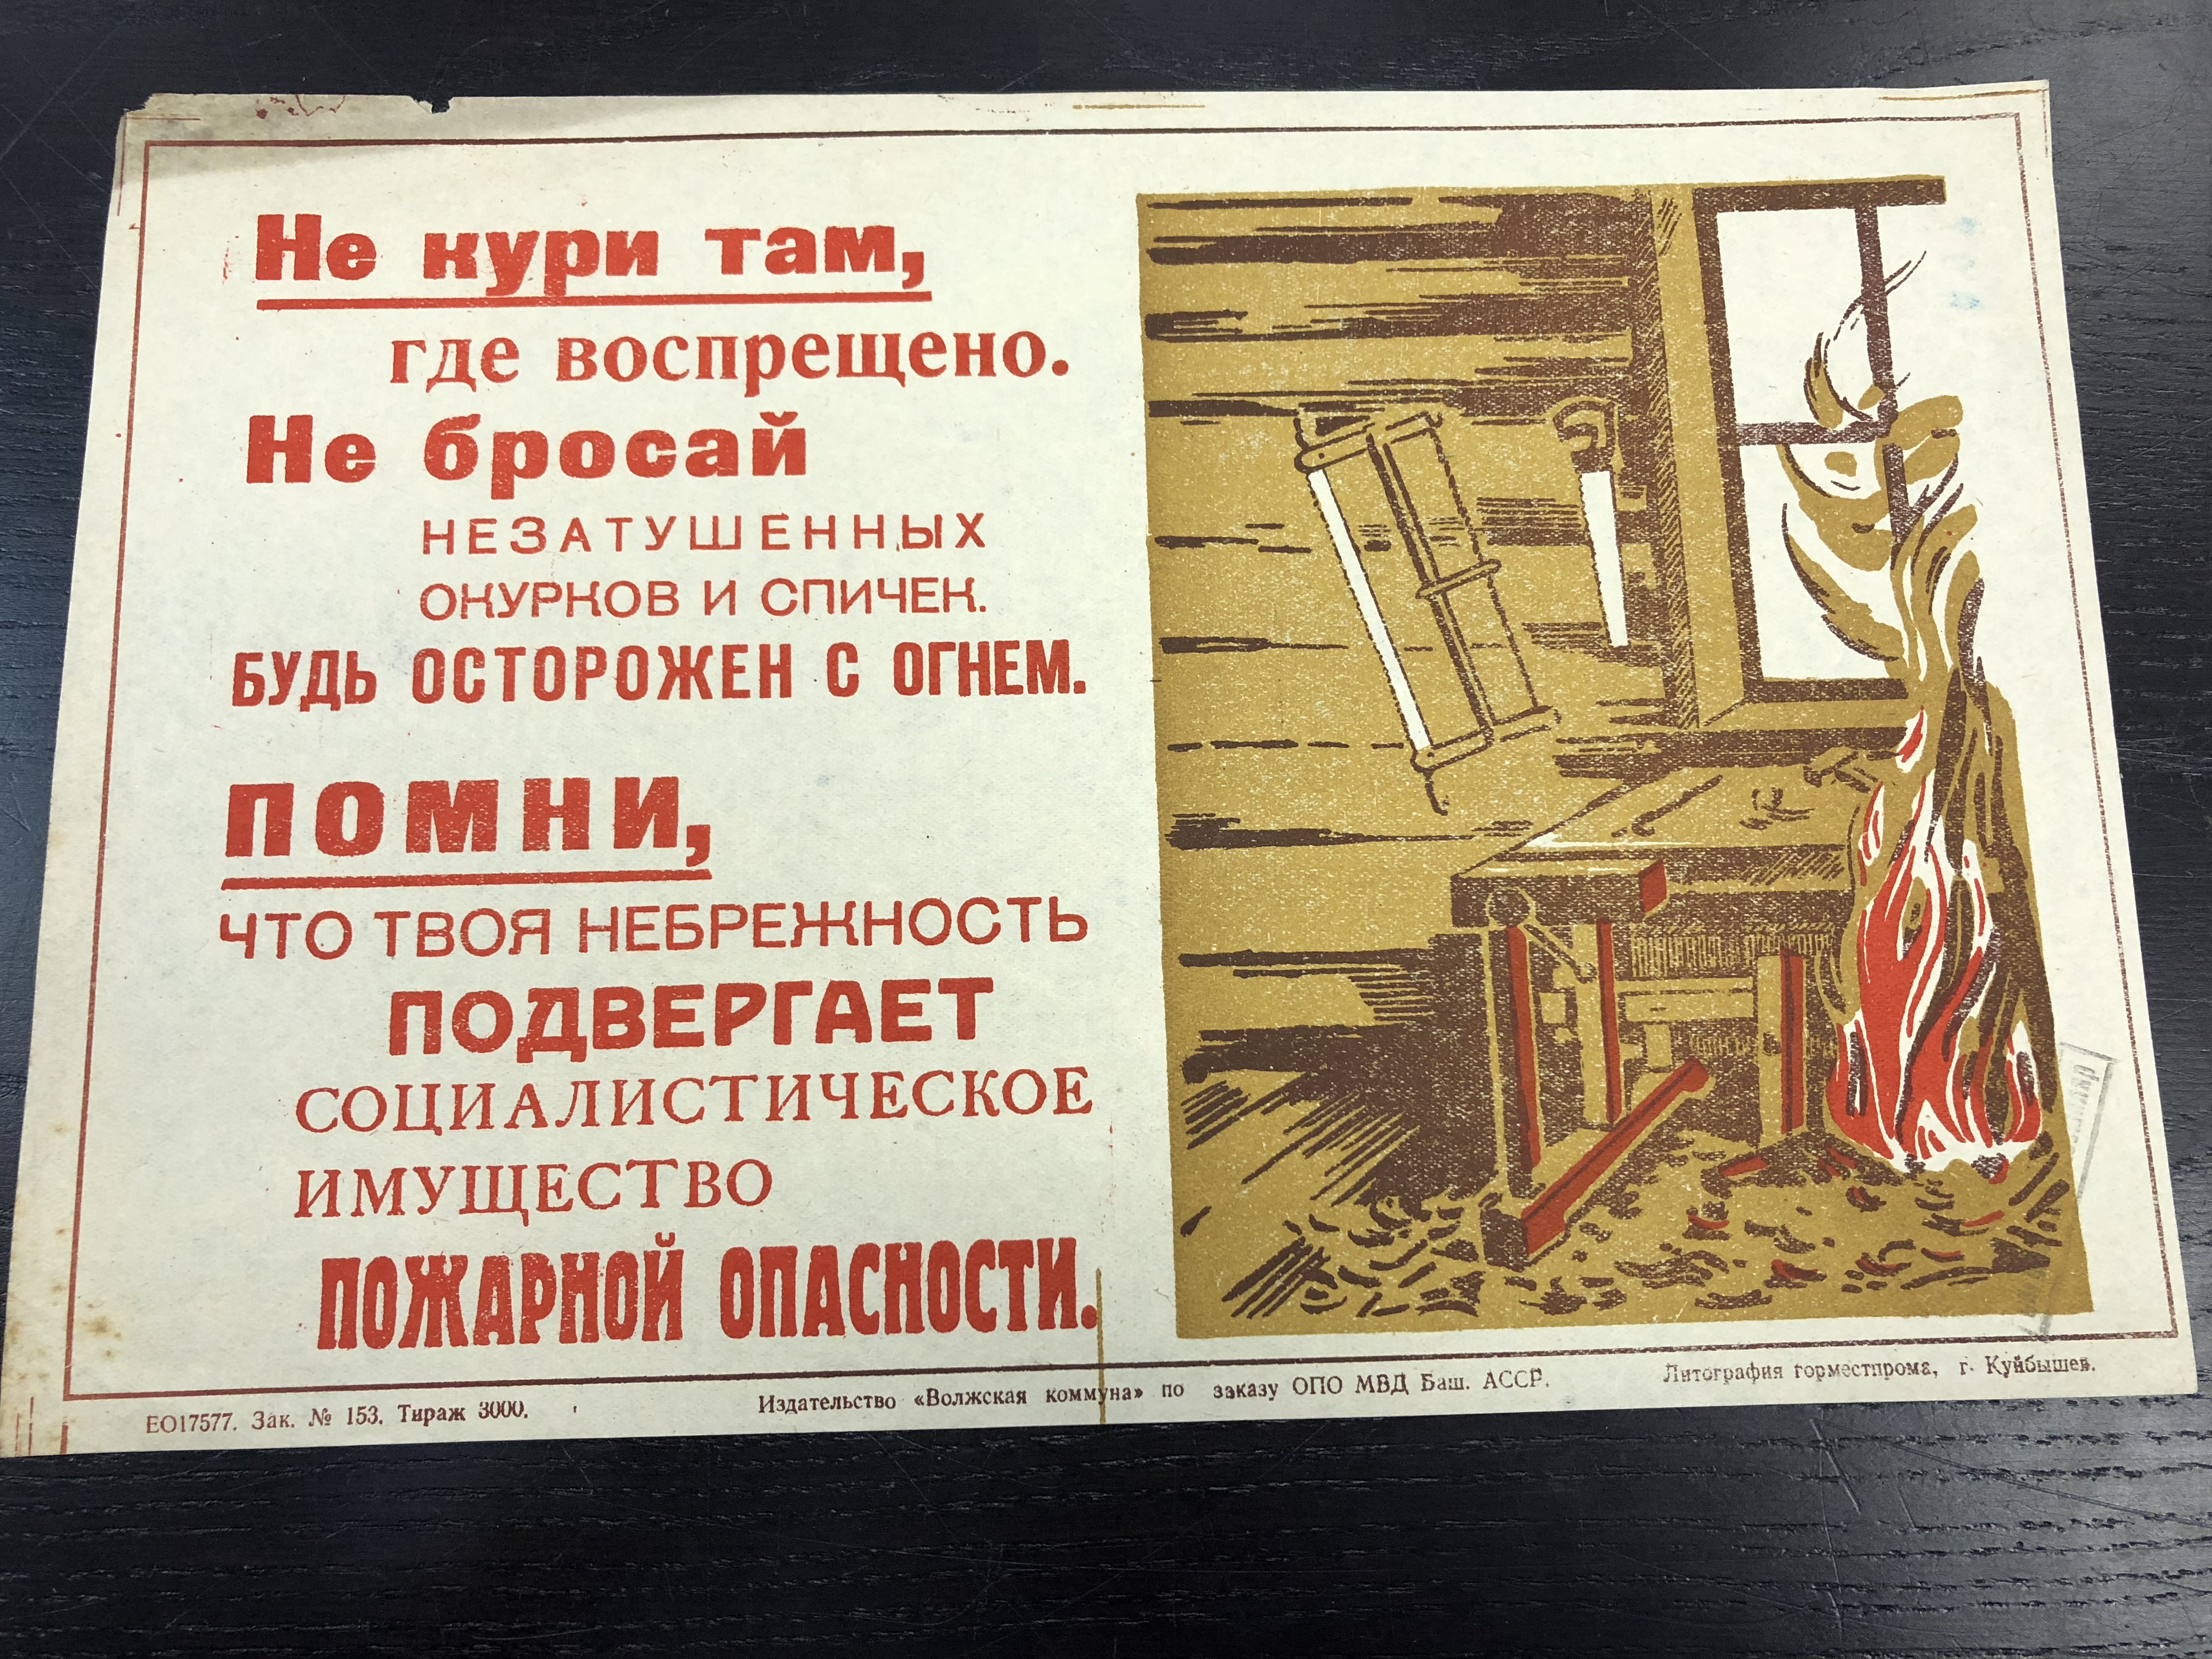 Не кури там,
где воспрещено.
Не бросай
НЕЗАТУШЕННЫХ
ОКУРКОВ И СПИЧЕК.
БУДЬ ОСТОРОЖЕН С ОГНЕМ.
ПОМНИ,
ЧТО ТВОЯ НЕБРЕЖНОСТЬ
ПОДВЕРГАЕТ
СОЦИАЛИСТИЧЕСКОЕ
ИМУЩЕСТВО
ПОЖАРНОЙ ОПАСНОСТИ.
ЕО17577. Зак. № 153. Тираж 3000.
Издательство «Волжская коммуна» по заказу ОПО МВД Баш. АССР.
Литография горместпрома, г. Куйбышев.